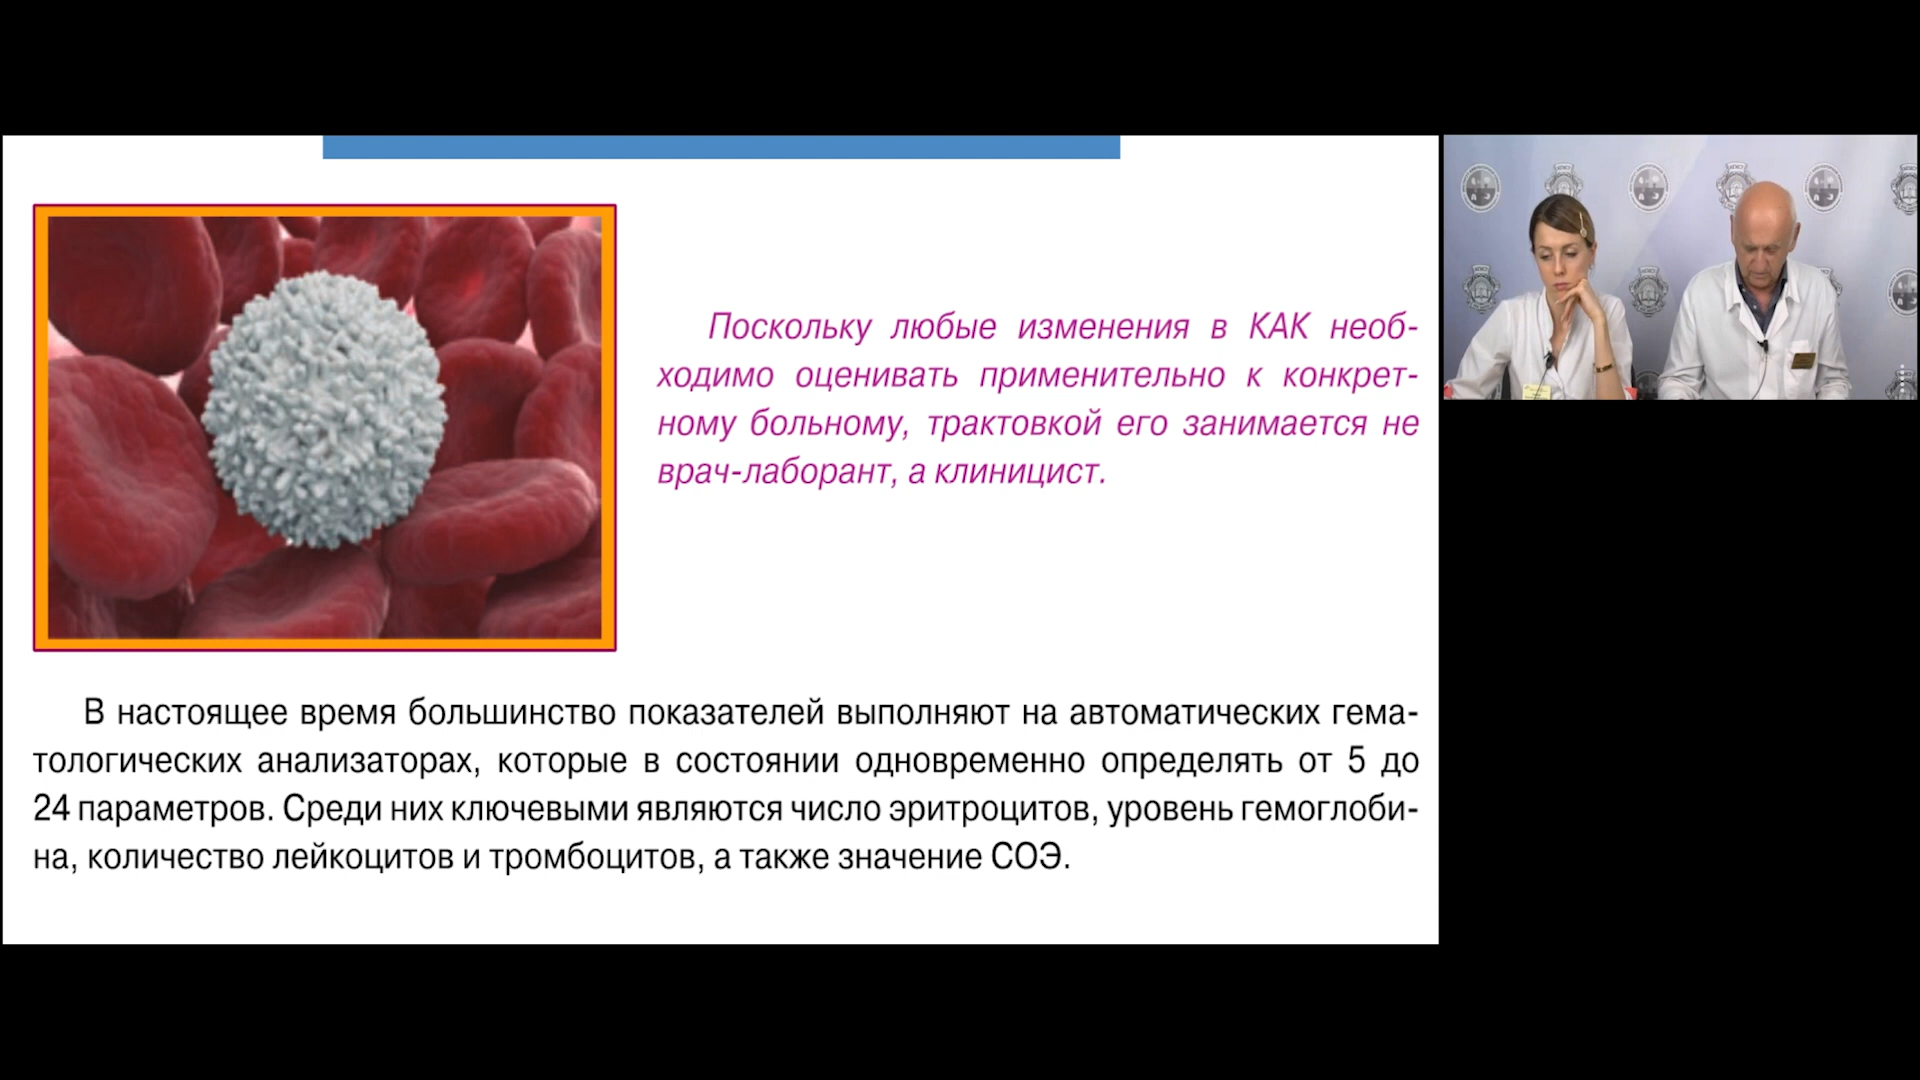 Поскольку любые изменения в КАК необ-
ходимо оценивать применительно к конкрет-
ному больному, трактовкой его занимается не
врач-лаборант, а клиницист.
В настоящее время большинство показателей выполняют на автоматических гема-
тологических анализаторах, которые в состоянии одновременно определять от 5 до
24 параметров. Среди них ключевыми являются число эритроцитов, уровень гемоглоби-
на, количество лейкоцитов и тромбоцитов, а также значение СОЭ.